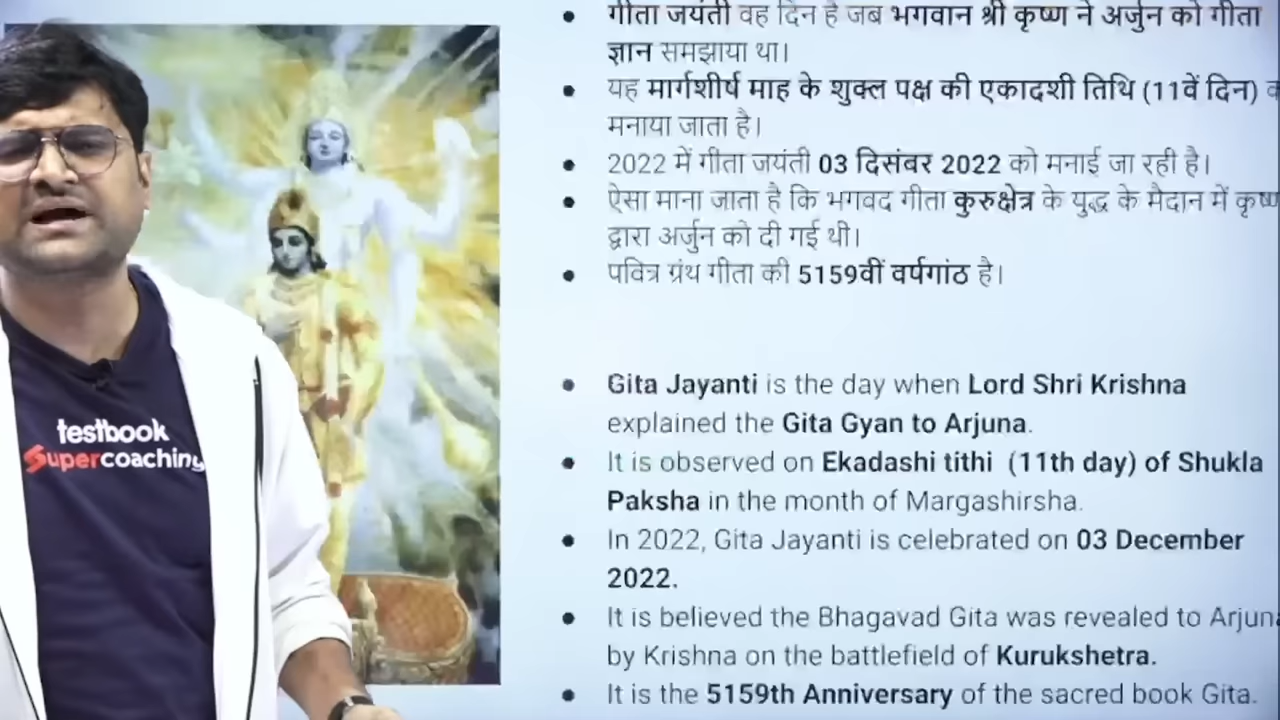 गीता जयंती वह दिन है जब भगवान श्री कृष्ण ने अर्जुन को गीता
ज्ञान समझाया था।
यह मार्गशीर्ष माह के शुक्ल पक्ष की एकादशी तिथि (11वें दिन)
मनाया जाता है।
2022 में गीता जयंती 03 दिसंबर 2022 को मनाई जा रही है।
ऐसा माना जाता है कि भगवद गीता कुरुक्षेत्र के युद्ध के मैदान में कृष्ण
द्वारा अर्जुन को दी गई थी।
पवित्र ग्रंथ गीता की 5159वीं वर्षगांठ है।
Gita Jayanti is the day when Lord Shri Krishna
explained the Gita Gyan to Arjuna.
It is observed on Ekadashi tithi (11th day) of Shukla
Paksha in the month of Margashirsha.
In 2022, Gita Jayanti is celebrated on 03 December
2022.
It is believed the Bhagavad Gita was revealed to Arjuna
by Krishna on the battlefield of Kurukshetra.
It is the 5159th Anniversary of the sacred book Gita.
testbook
Supercoaching